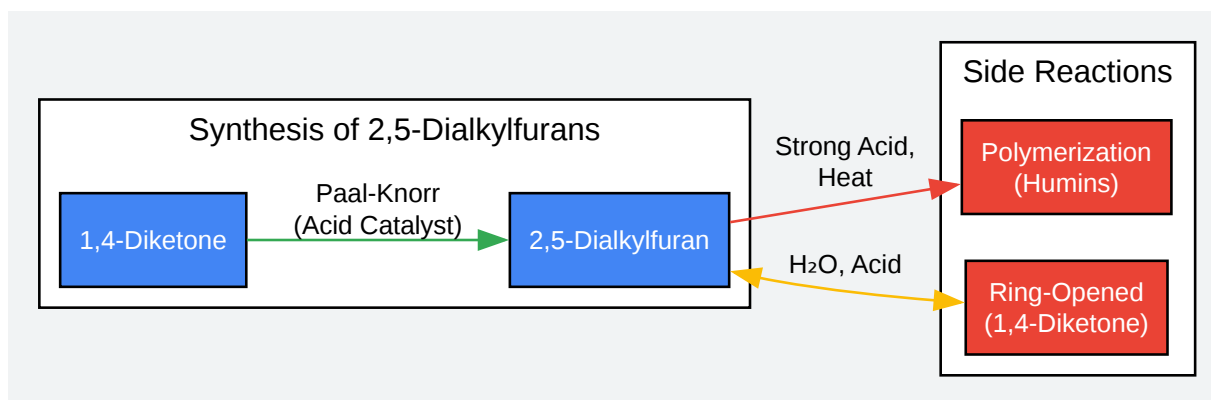 Synthesis of 2,5-Dialkylfurans
1,4-Diketone
Paal-Knorr
(Acid Catalyst)
2,5-Dialkylfuran
Strong Acid,
Heat
H₂O, Acid
Side Reactions
Polymerization
(Humins)
Ring-Opened
(1,4-Diketone)